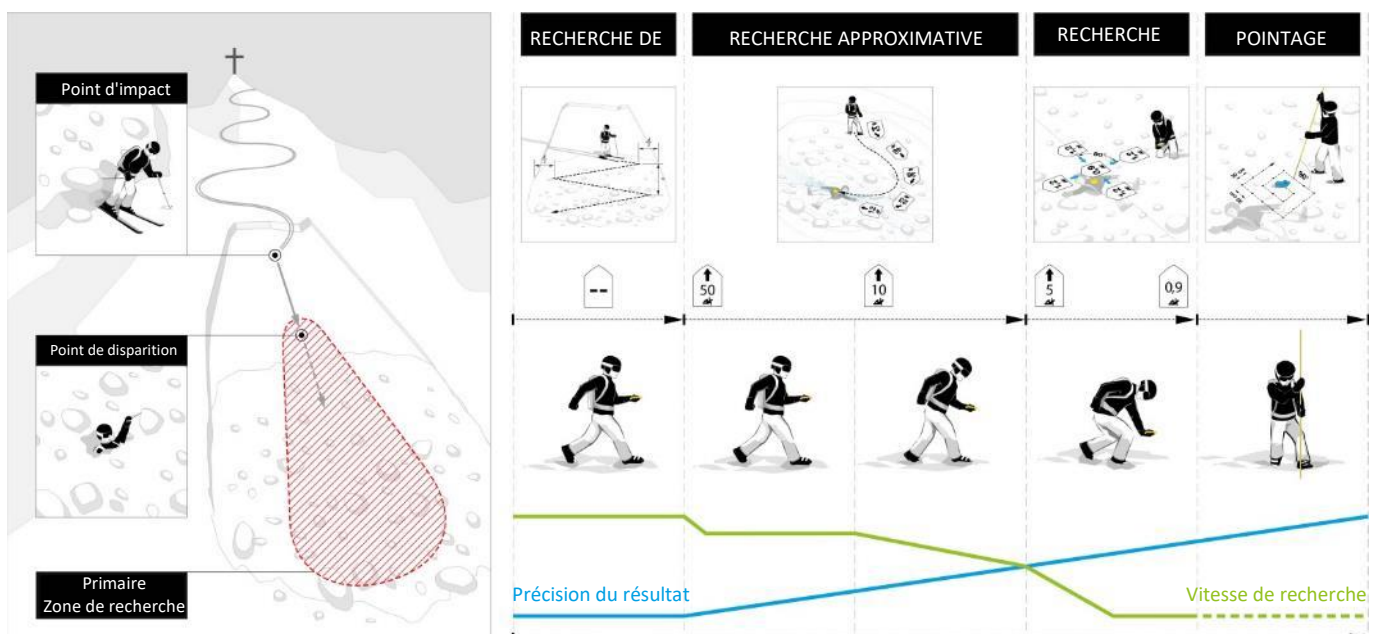 Point d'impact
Point de disparition
Primaire
Zone de recherche
RECHERCHE DE
RECHERCHE APPROXIMATIVE
RECHERCHE
POINTAGE
--
50
10
5
0,9
Précision du résultat
Vitesse de recherche